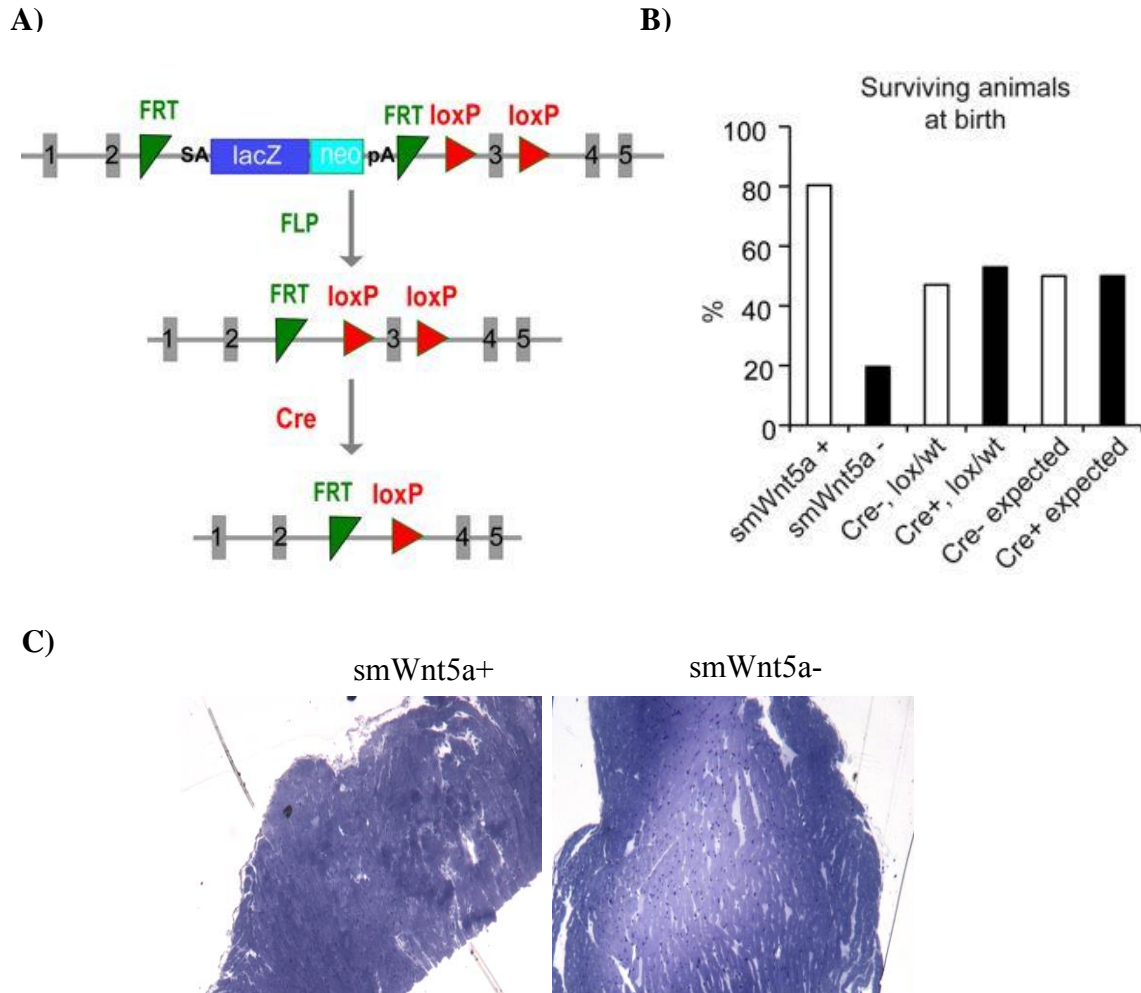 A)
FRT FRT loxP loxP
1 2 SA lacZ neo pA 3 4 5
FLP
FRT loxP loxP
1 2 3 4 5
Cre
FRT loxP
1 2 4 5
B)
Surviving animals
at birth
%
100
80
60
40
20
0
smWnt5a +
smWnt5a -
Cre-, lox/wt
Cre+, lox/wt
Cre- expected
Cre+ expected
C)
smWnt5a+ smWnt5a-